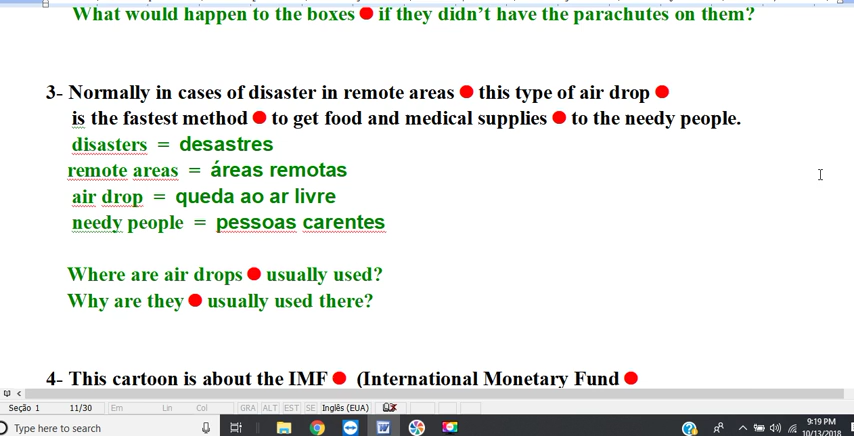 What would happen to the boxes if they didn't have the parachutes on them?
3- Normally in cases of disaster in remote areas this type of air drop
is the fastest method to get food and medical supplies to the needy people.
disasters = desastres
remote areas = áreas remotas
air drop = queda ao ar livre
needy people = pessoas carentes
Where are air drops usually used?
Why are they usually used there?
4- This cartoon is about the IMF (International Monetary Fund
Seção 1 11/30 Em Lin Col GRA ALT EST SE Inglês (EUA)
Type here to search
9:19 PM
10/13/2018